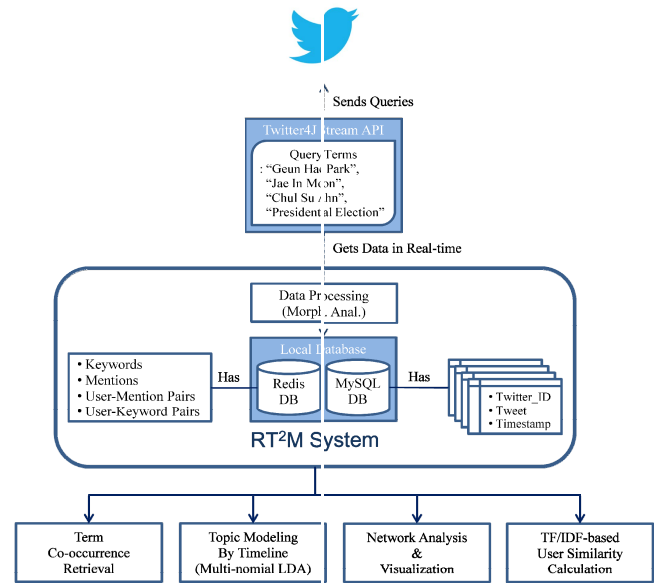 Sends Queries
Twitter4J Stream API
Query Terms
: “Geun Hae Park”,
“Jae In Moon”,
“Chul Su Ahn”,
“Presidential Election”
Gets Data in Real-time
Data Processing
(Morph. Anal.)
Local Database
• Keywords
• Mentions
• User-Mention Pairs
• User-Keyword Pairs
Has
Redis
DB
MySQL
DB
Has
• Twitter_ID
• Tweet
• Timestamp
RT²M System
Term
Co-occurrence
Retrieval
Topic Modeling
By Timeline
(Multi-nomial LDA)
Network Analysis
&
Visualization
TF/IDF-based
User Similarity
Calculation